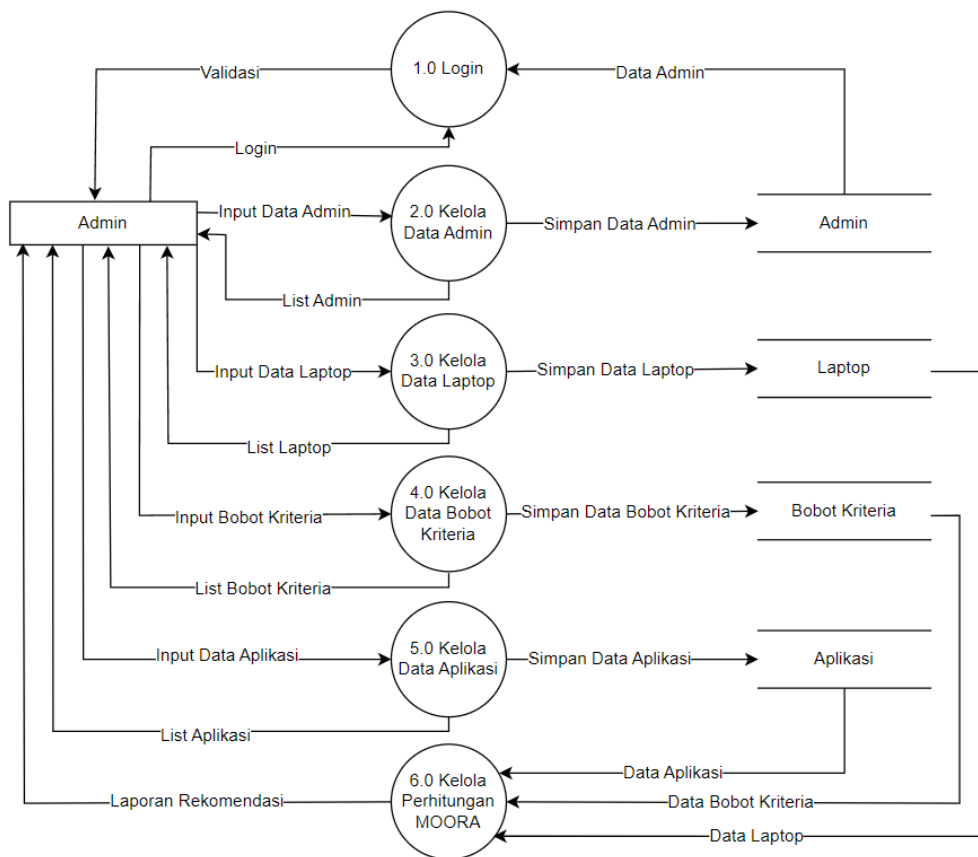 1.0 Login
Validasi
Data Admin
Login
Admin
Input Data Admin
2.0 Kelola
Data Admin
Simpan Data Admin
Admin
List Admin
Input Data Laptop
3.0 Kelola
Data Laptop
Simpan Data Laptop
Laptop
List Laptop
Input Bobot Kriteria
4.0 Kelola
Data Bobot
Kriteria
Simpan Data Bobot Kriteria
Bobot Kriteria
List Bobot Kriteria
Input Data Aplikasi
5.0 Kelola
Data Aplikasi
Simpan Data Aplikasi
Aplikasi
List Aplikasi
Data Aplikasi
Laporan Rekomendasi
6.0 Kelola
Perhitungan
MOORA
Data Bobot Kriteria
Data Laptop